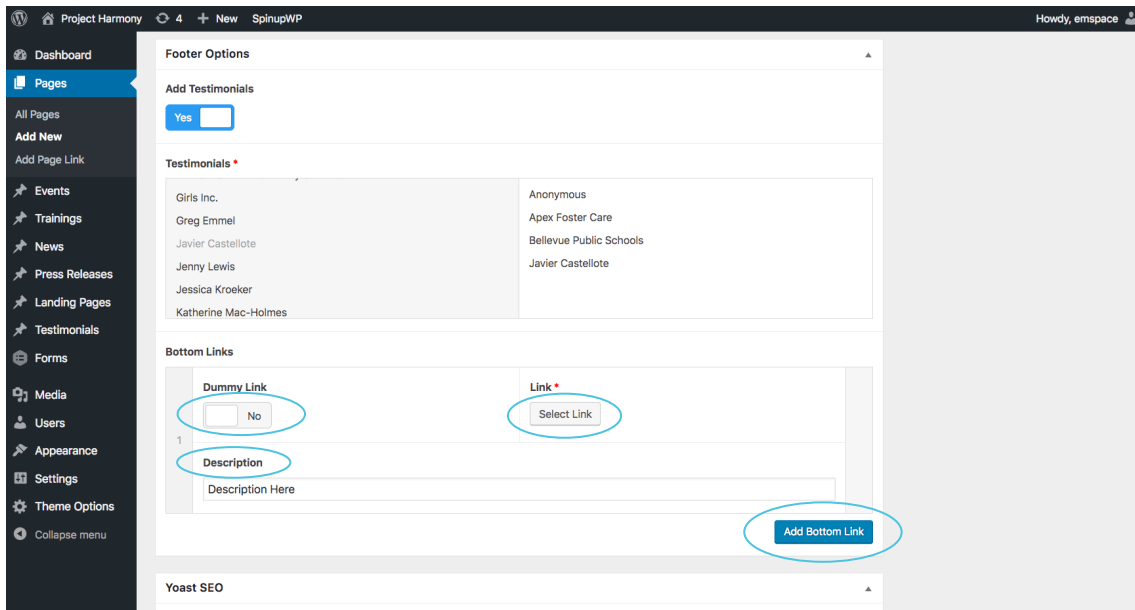 Project Harmony 4 New SpinupWP Howdy, emspace
Dashboard
Pages
All Pages
Add New
Add Page Link
Events
Trainings
News
Press Releases
Landing Pages
Testimonials
Forms
Media
Users
Appearance
Settings
Theme Options
Collapse menu
Footer Options
Add Testimonials
Yes
Testimonials *
Girls Inc.
Greg Emmel
Javier Castellote
Jenny Lewis
Jessica Kroeker
Katherine Mac-Holmes
Anonymous
Apex Foster Care
Bellevue Public Schools
Javier Castellote
Bottom Links
1
Dummy Link
No
Link *
Select Link
Description
Description Here
Add Bottom Link
Yoast SEO